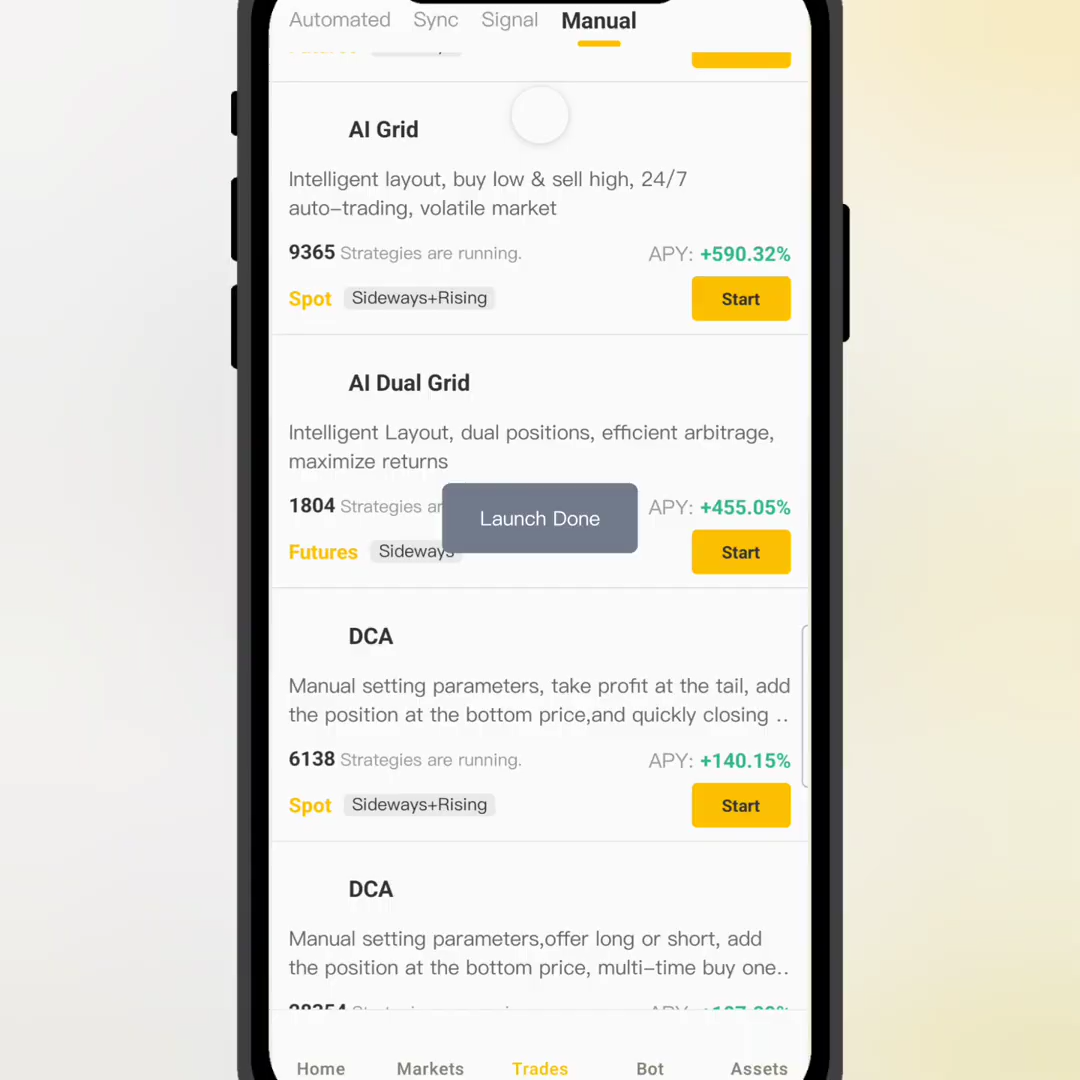 Automated Sync Signal Manual
AI Grid
Intelligent layout, buy low & sell high, 24/7
auto-trading, volatile market
9365 Strategies are running. APY: +590.32%
Spot Sideways+Rising Start
AI Dual Grid
Intelligent Layout, dual positions, efficient arbitrage,
maximize returns
1804 Strategies APY: +455.05%
Launch Done
Futures Sideways Start
DCA
Manual setting parameters, take profit at the tail, add
the position at the bottom price,and quickly closing ..
6138 Strategies are running. APY: +140.15%
Spot Sideways+Rising Start
DCA
Manual setting parameters,offer long or short, add
the position at the bottom price, multi-time buy one..
Home Markets Trades Bot Assets